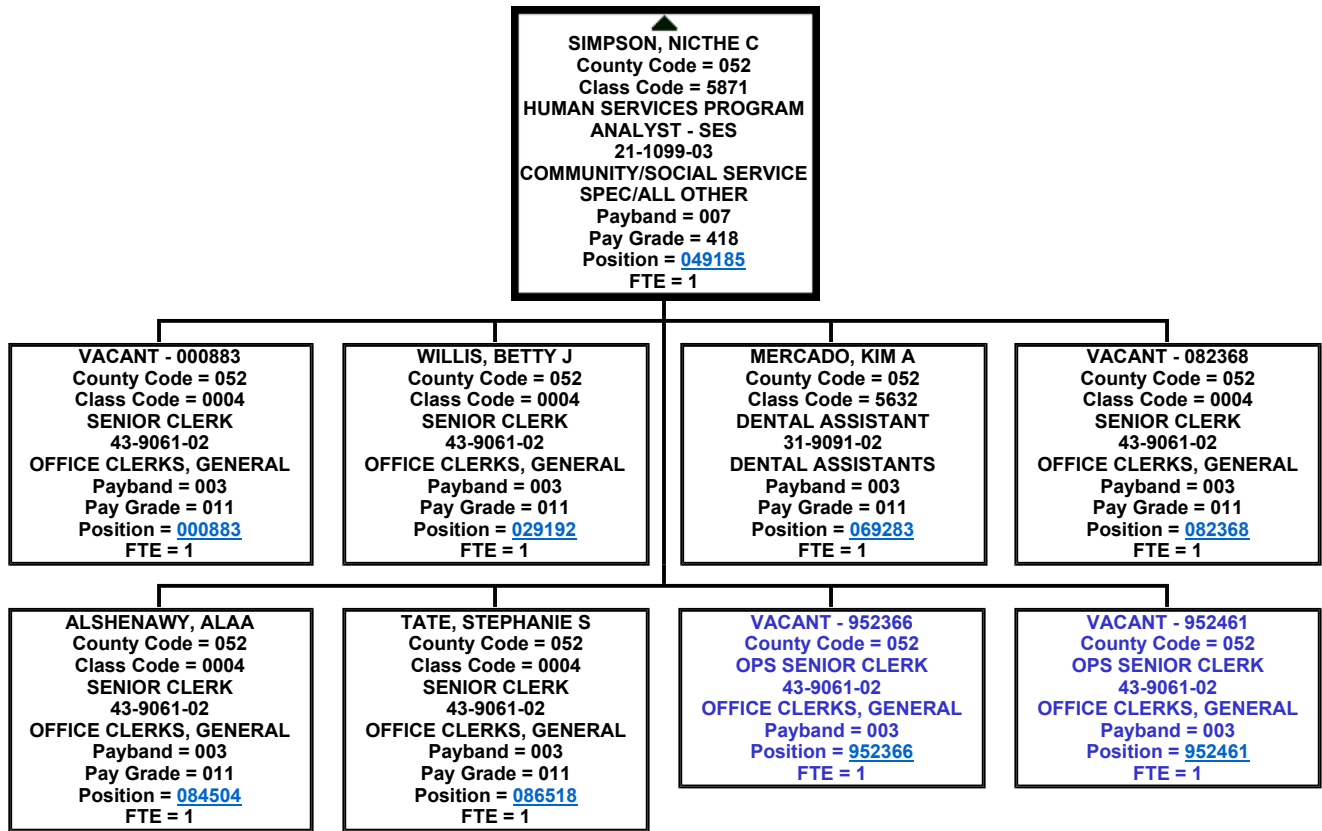 SIMPSON, NICTHE C
County Code = 052
Class Code = 5871
HUMAN SERVICES PROGRAM
ANALYST - SES
21-1099-03
COMMUNITY/SOCIAL SERVICE
SPEC/ALL OTHER
Payband = 007
Pay Grade = 418
Position = 049185
FTE = 1
VACANT - 000883
County Code = 052
Class Code = 0004
SENIOR CLERK
43-9061-02
OFFICE CLERKS, GENERAL
Payband = 003
Pay Grade = 011
Position = 000883
FTE = 1
WILLIS, BETTY J
County Code = 052
Class Code = 0004
SENIOR CLERK
43-9061-02
OFFICE CLERKS, GENERAL
Payband = 003
Pay Grade = 011
Position = 029192
FTE = 1
MERCADO, KIM A
County Code = 052
Class Code = 5632
DENTAL ASSISTANT
31-9091-02
DENTAL ASSISTANTS
Payband = 003
Pay Grade = 011
Position = 069283
FTE = 1
VACANT - 082368
County Code = 052
Class Code = 0004
SENIOR CLERK
43-9061-02
OFFICE CLERKS, GENERAL
Payband = 003
Pay Grade = 011
Position = 082368
FTE = 1
ALSHENAWY, ALAA
County Code = 052
Class Code = 0004
SENIOR CLERK
43-9061-02
OFFICE CLERKS, GENERAL
Payband = 003
Pay Grade = 011
Position = 084504
FTE = 1
TATE, STEPHANIE S
County Code = 052
Class Code = 0004
SENIOR CLERK
43-9061-02
OFFICE CLERKS, GENERAL
Payband = 003
Pay Grade = 011
Position = 086518
FTE = 1
VACANT - 952366
County Code = 052
OPS SENIOR CLERK
43-9061-02
OFFICE CLERKS, GENERAL
Payband = 003
Position = 952366
FTE = 1
VACANT - 952461
County Code = 052
OPS SENIOR CLERK
43-9061-02
OFFICE CLERKS, GENERAL
Payband = 003
Position = 952461
FTE = 1